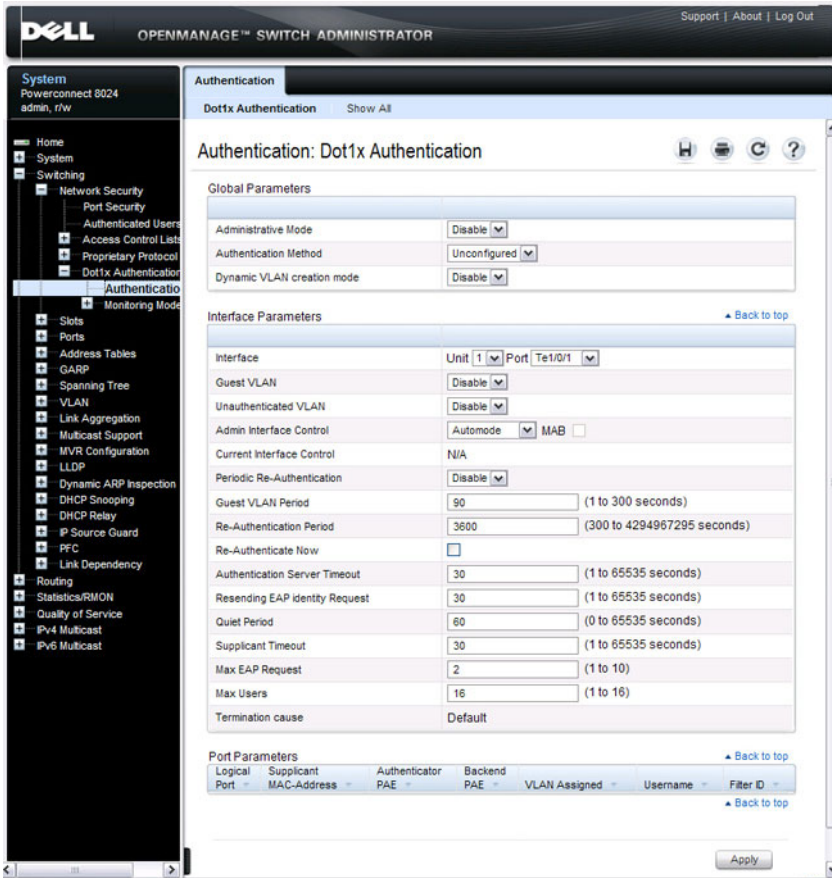 Support | About | Log Out
DELL
OPENMANAGE™ SWITCH ADMINISTRATOR
System
Powerconnect 8024
admin, r/w
Home
System
Switching
Network Security
Port Security
Authenticated Users
Access Control Lists
Proprietary Protocol
Dot1x Authentication
Authenticatio
Monitoring Mode
Slots
Ports
Address Tables
GARP
Spanning Tree
VLAN
Link Aggregation
Multicast Support
MVR Configuration
LLDP
Dynamic ARP Inspection
DHCP Snooping
DHCP Relay
IP Source Guard
PFC
Link Dependency
Routing
Statistics/RMON
Quality of Service
IPv4 Multicast
IPv6 Multicast
Authentication
Dot1x Authentication Show All
Authentication: Dot1x Authentication
Global Parameters
Administrative Mode Disable
Authentication Method Unconfigured
Dynamic VLAN creation mode Disable
Interface Parameters Back to top
Interface Unit 1 Port Te1/0/1
Guest VLAN Disable
Unauthenticated VLAN Disable
Admin Interface Control Automode MAB
Current Interface Control N/A
Periodic Re-Authentication Disable
Guest VLAN Period 90 (1 to 300 seconds)
Re-Authentication Period 3600 (300 to 4294967295 seconds)
Re-Authenticate Now
Authentication Server Timeout 30 (1 to 65535 seconds)
Resending EAP identity Request 30 (1 to 65535 seconds)
Quiet Period 60 (0 to 65535 seconds)
Supplicant Timeout 30 (1 to 65535 seconds)
Max EAP Request 2 (1 to 10)
Max Users 16 (1 to 16)
Termination cause Default
Port Parameters Back to top
Logical Port Supplicant MAC-Address Authenticator PAE Backend PAE VLAN Assigned Username Filter ID
Back to top
Apply